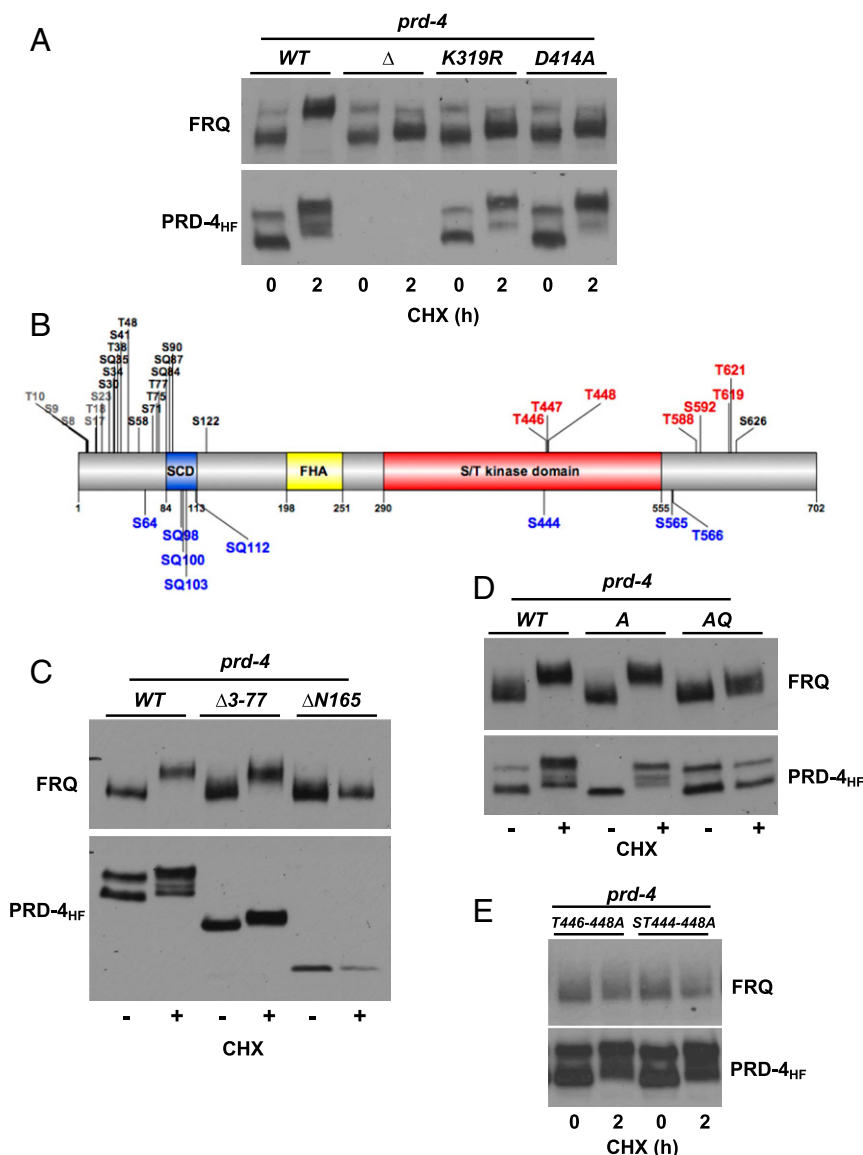 A
prd-4
WT Δ K319R D414A
FRQ
PRD-4HF
0 2 0 2 0 2 0 2
CHX (h)
B
T48
S41
T38
SQ35
S34
S30
S23
T18
S17
T10
S9
S8
S90
SQ87
SQ84
T77
T75
S71
S58
S122
T446
T447
T448
T621
S592
T619
T588
S626
SCD
FHA
S/T kinase domain
1 84 113 198 251 290 555 702
S64
SQ98
SQ100
SQ103
SQ112
S444
S565
T566
C
prd-4
WT Δ3-77 ΔN165
FRQ
PRD-4HF
- + - + - +
CHX
D
prd-4
WT A AQ
FRQ
PRD-4HF
- + - + - +
CHX
E
prd-4
T446-448A ST444-448A
FRQ
PRD-4HF
0 2 0 2
CHX (h)